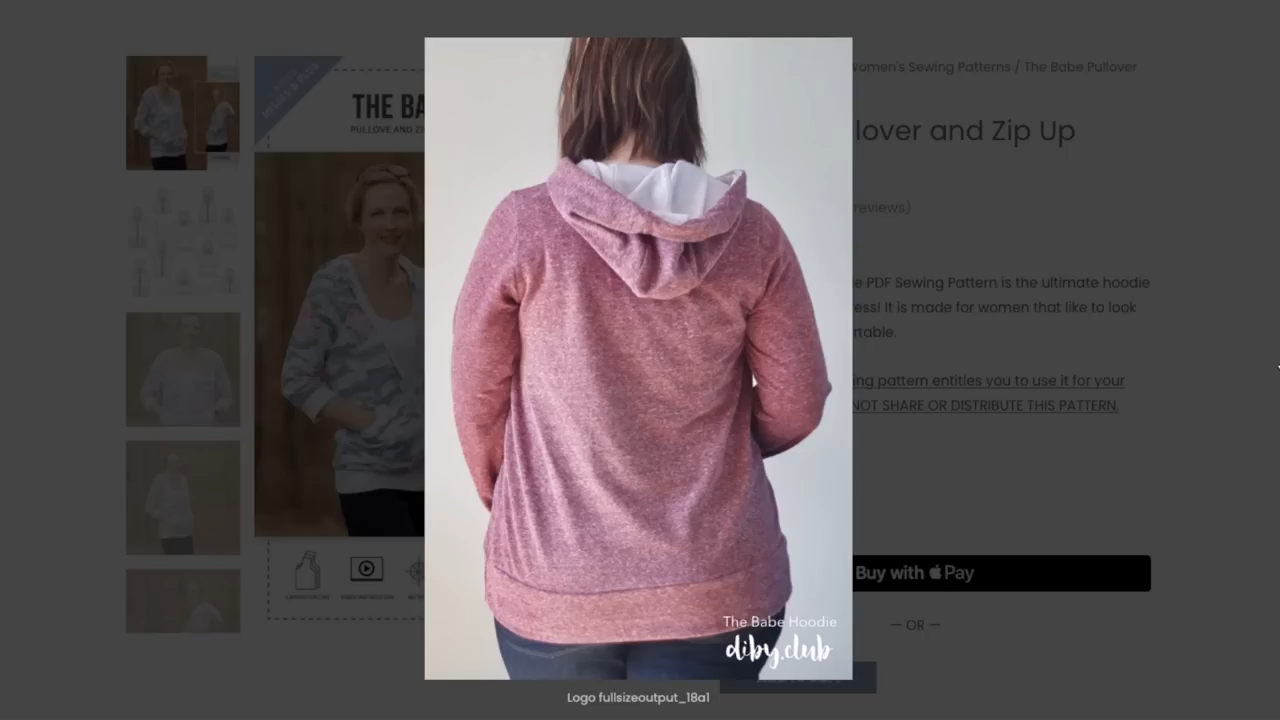 Women's Sewing Patterns / The Babe Pullover
THE BA
lover and Zip Up
PULLOVE AND ZI
reviews)
e PDF Sewing Pattern is the ultimate hoodie
ess! It is made for women that like to look
rtable.
ing pattern entitles you to use it for your
NOT SHARE OR DISTRIBUTE THIS PATTERN.
Buy with Pay
— OR —
The Babe Hoodie
diby.club
Logo fullsizeoutput_18a1